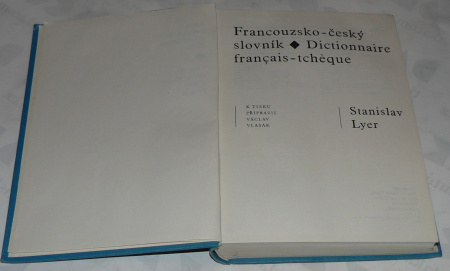 Francouzsko-český
slovník ◆ Dictionnaire
français-tchèque
K TISKU
PŘIPRAVIL
VÁCLAV
VLASÁK
Stanislav
Lyer